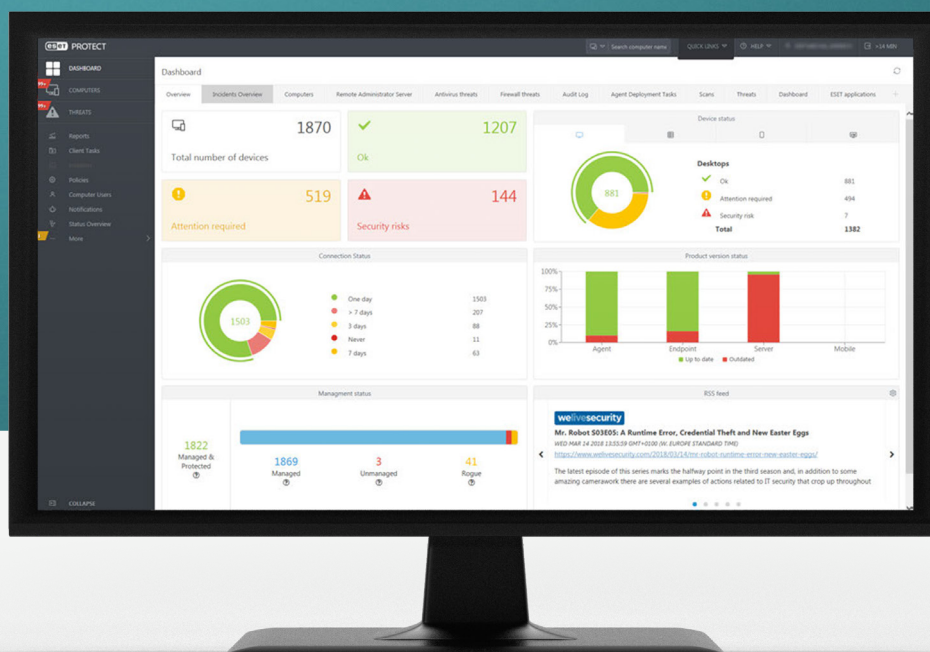 eset PROTECT
Search computer name
QUICK LINKS
HELP
>14 MIN
DASHBOARD
COMPUTERS
THREATS
Reports
Client Tasks
Policies
Computer Users
Notifications
Status Overview
More
COLLAPSE
Dashboard
Overview Incidents Overview Computers Remote Administrator Server Antivirus threats Firewall threats Audit Log Agent Deployment Tasks Scans Threats Dashboard ESET applications
1870
Total number of devices
1207
Ok
519
Attention required
144
Security risks
Device status
881
Desktops
Ok 881
Attention required 494
Security risk 7
Total 1382
Connection Status
1503
One day 1503
> 7 days 207
3 days 88
Never 11
7 days 63
Product version status
100%
75%
50%
25%
0%
Agent Endpoint Server Mobile
Up to date Outdated
Managment status
1822
Managed &
Protected
1869
Managed
3
Unmanaged
41
Rogue
RSS feed
welivesecurity
Mr. Robot S03E05: A Runtime Error, Credential Theft and New Easter Eggs
WED MAR 14 2018 13:55:59 GMT+0100 (W. EUROPE STANDARD TIME)
https://www.welivesecurity.com/2018/03/14/mr-robot-runtime-error-new-easter-eggs/
The latest episode of this series marks the halfway point in the third season and, in addition to some
amazing camerawork there are several examples of actions related to IT security that crop up throughout